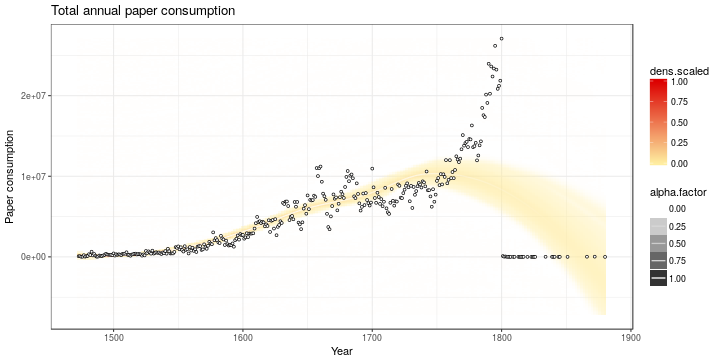 Total annual paper consumption
Paper consumption
2e+07
1e+07
0e+00
1500
1600
1700
1800
1900
Year
dens.scaled
1.00
0.75
0.50
0.25
0.00
alpha.factor
0.00
0.25
0.50
0.75
1.00